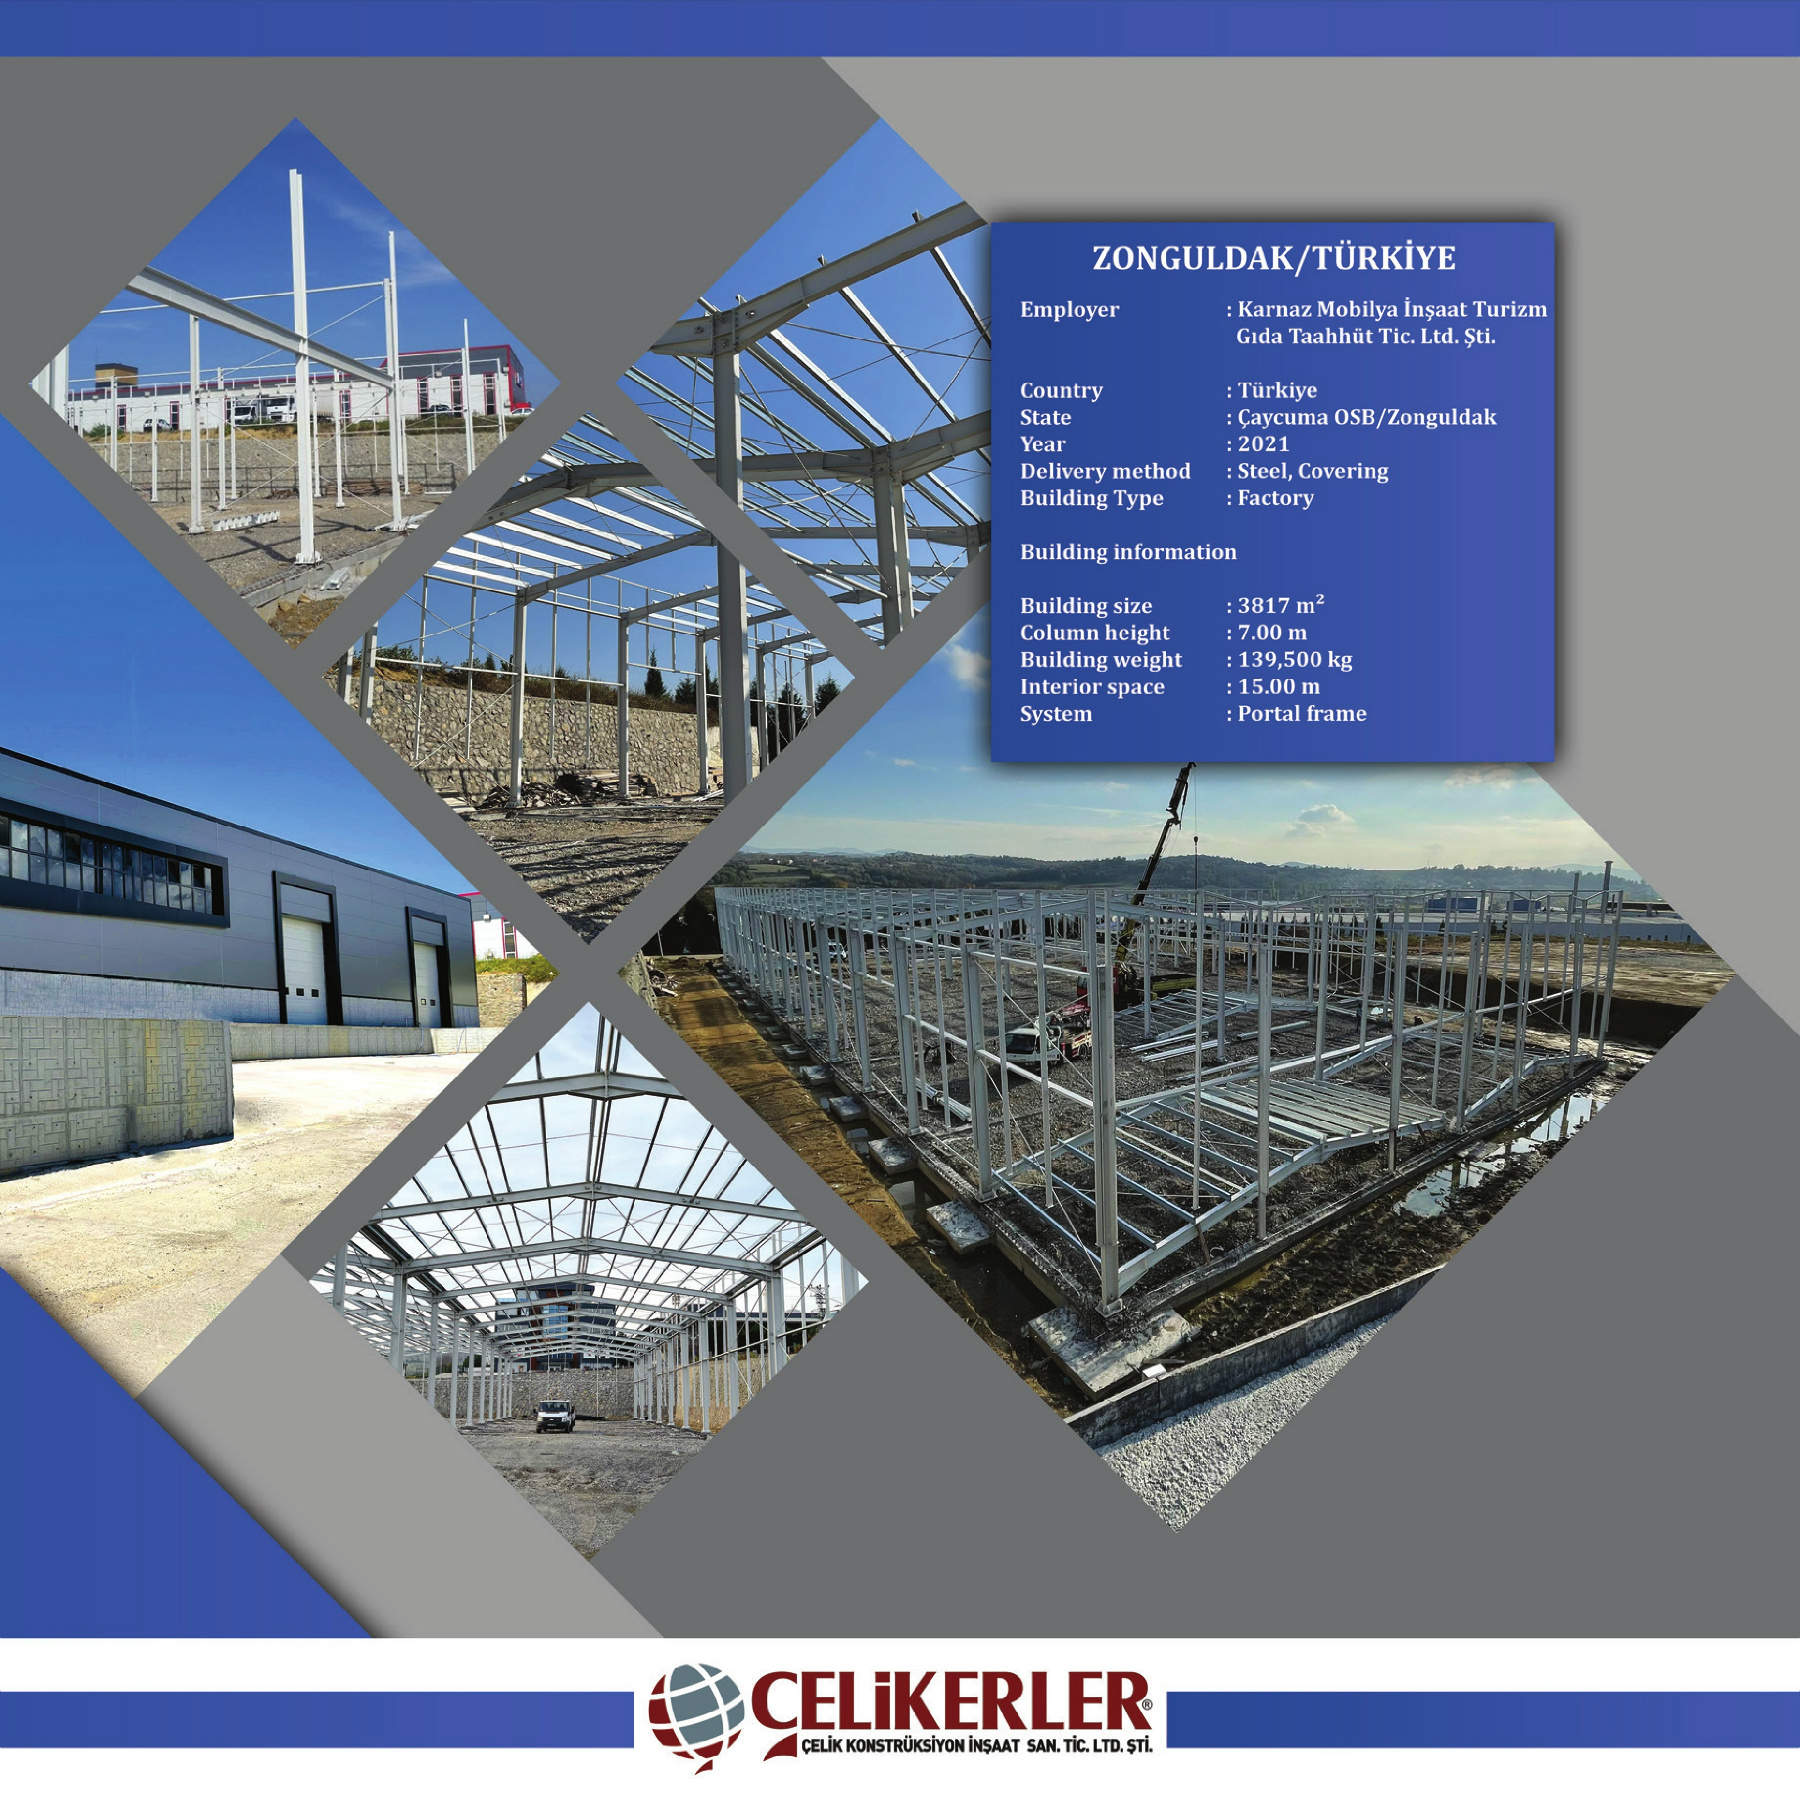 ZONGULDAK/TÜRKİYE
Employer : Karnaz Mobilya İnşaat Turizm
Gıda Taahhüt Tic. Ltd. Şti.
Country : Türkiye
State : Çaycuma OSB/Zonguldak
Year : 2021
Delivery method : Steel, Covering
Building Type : Factory
Building information
Building size : 3817 m²
Column height : 7.00 m
Building weight : 139,500 kg
Interior space : 15.00 m
System : Portal frame
ÇELiKERLER®
ÇELİK KONSTRÜKSİYON İNŞAAT SAN. TİC. LTD. ŞTİ.